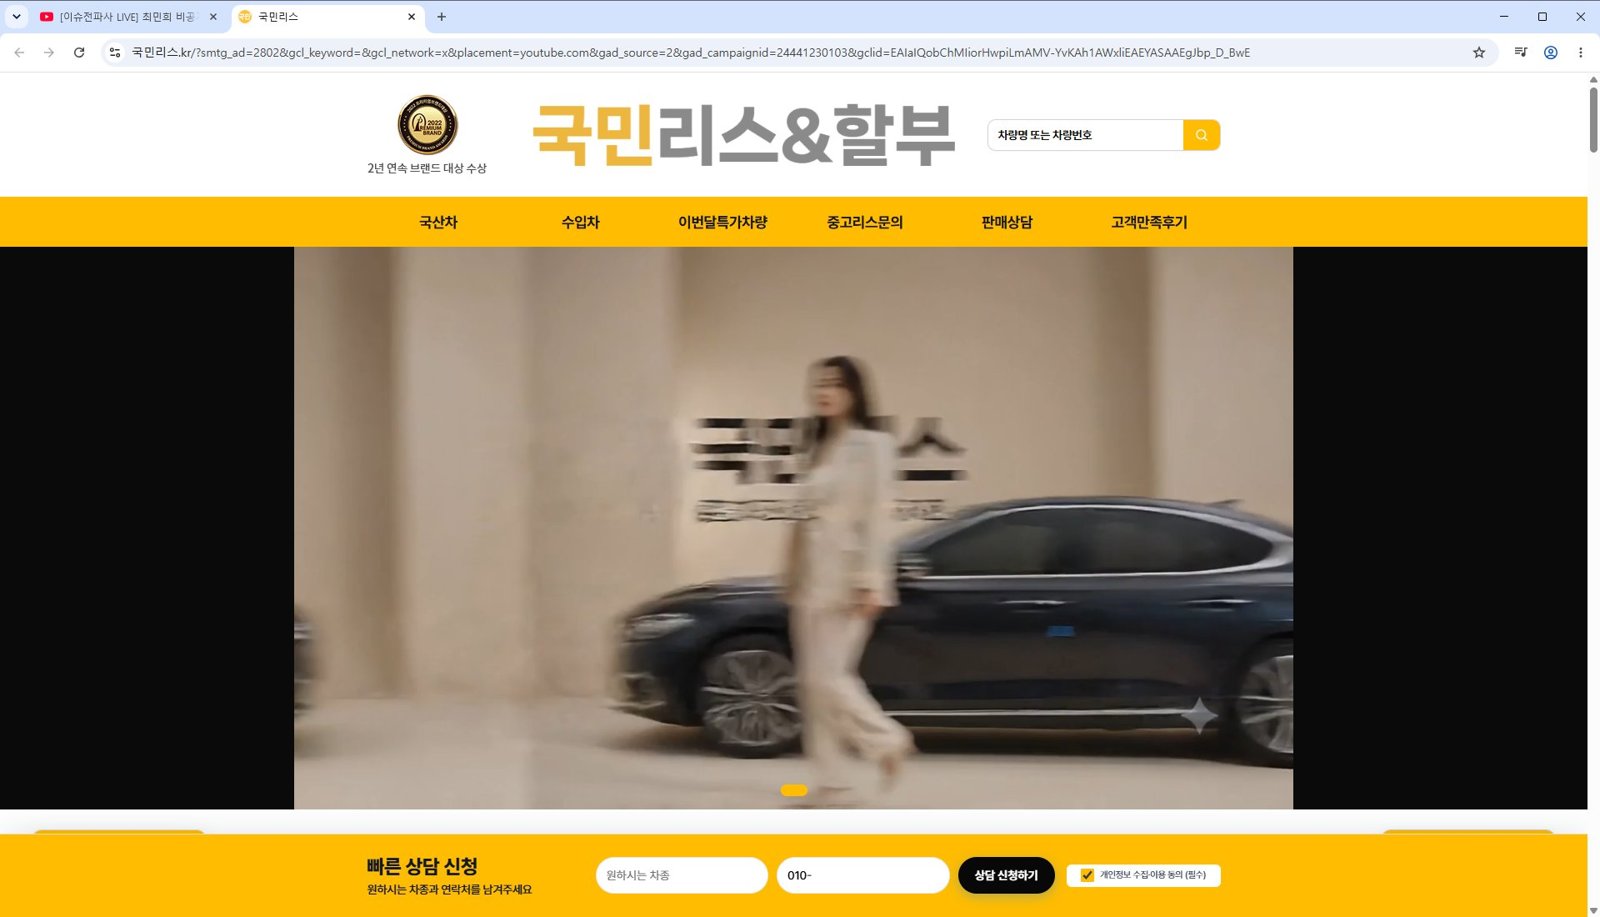 [이슈전파사 LIVE] 최민희 비공
국민리스
국민리스.kr/?smtg_ad=2802&gcl_keyword=&gcl_network=x&placement=youtube.com&gad_source=2&gad_campaignid=24441230103&gclid=EAIaIQobChMIiorHwpiLmAMV-YvKAh1AWxliEAEYASAAEgJbp_D_BwE
2022
PREMIUM
BRAND
2년 연속 브랜드 대상 수상
국민리스&할부
차량명 또는 차량번호
국산차 수입차 이번달특가차량 중고리스문의 판매상담 고객만족후기
빠른 상담 신청
원하시는 차종과 연락처를 남겨주세요
원하시는 차종
010-
상담 신청하기
개인정보 수집·이용 동의 (필수)